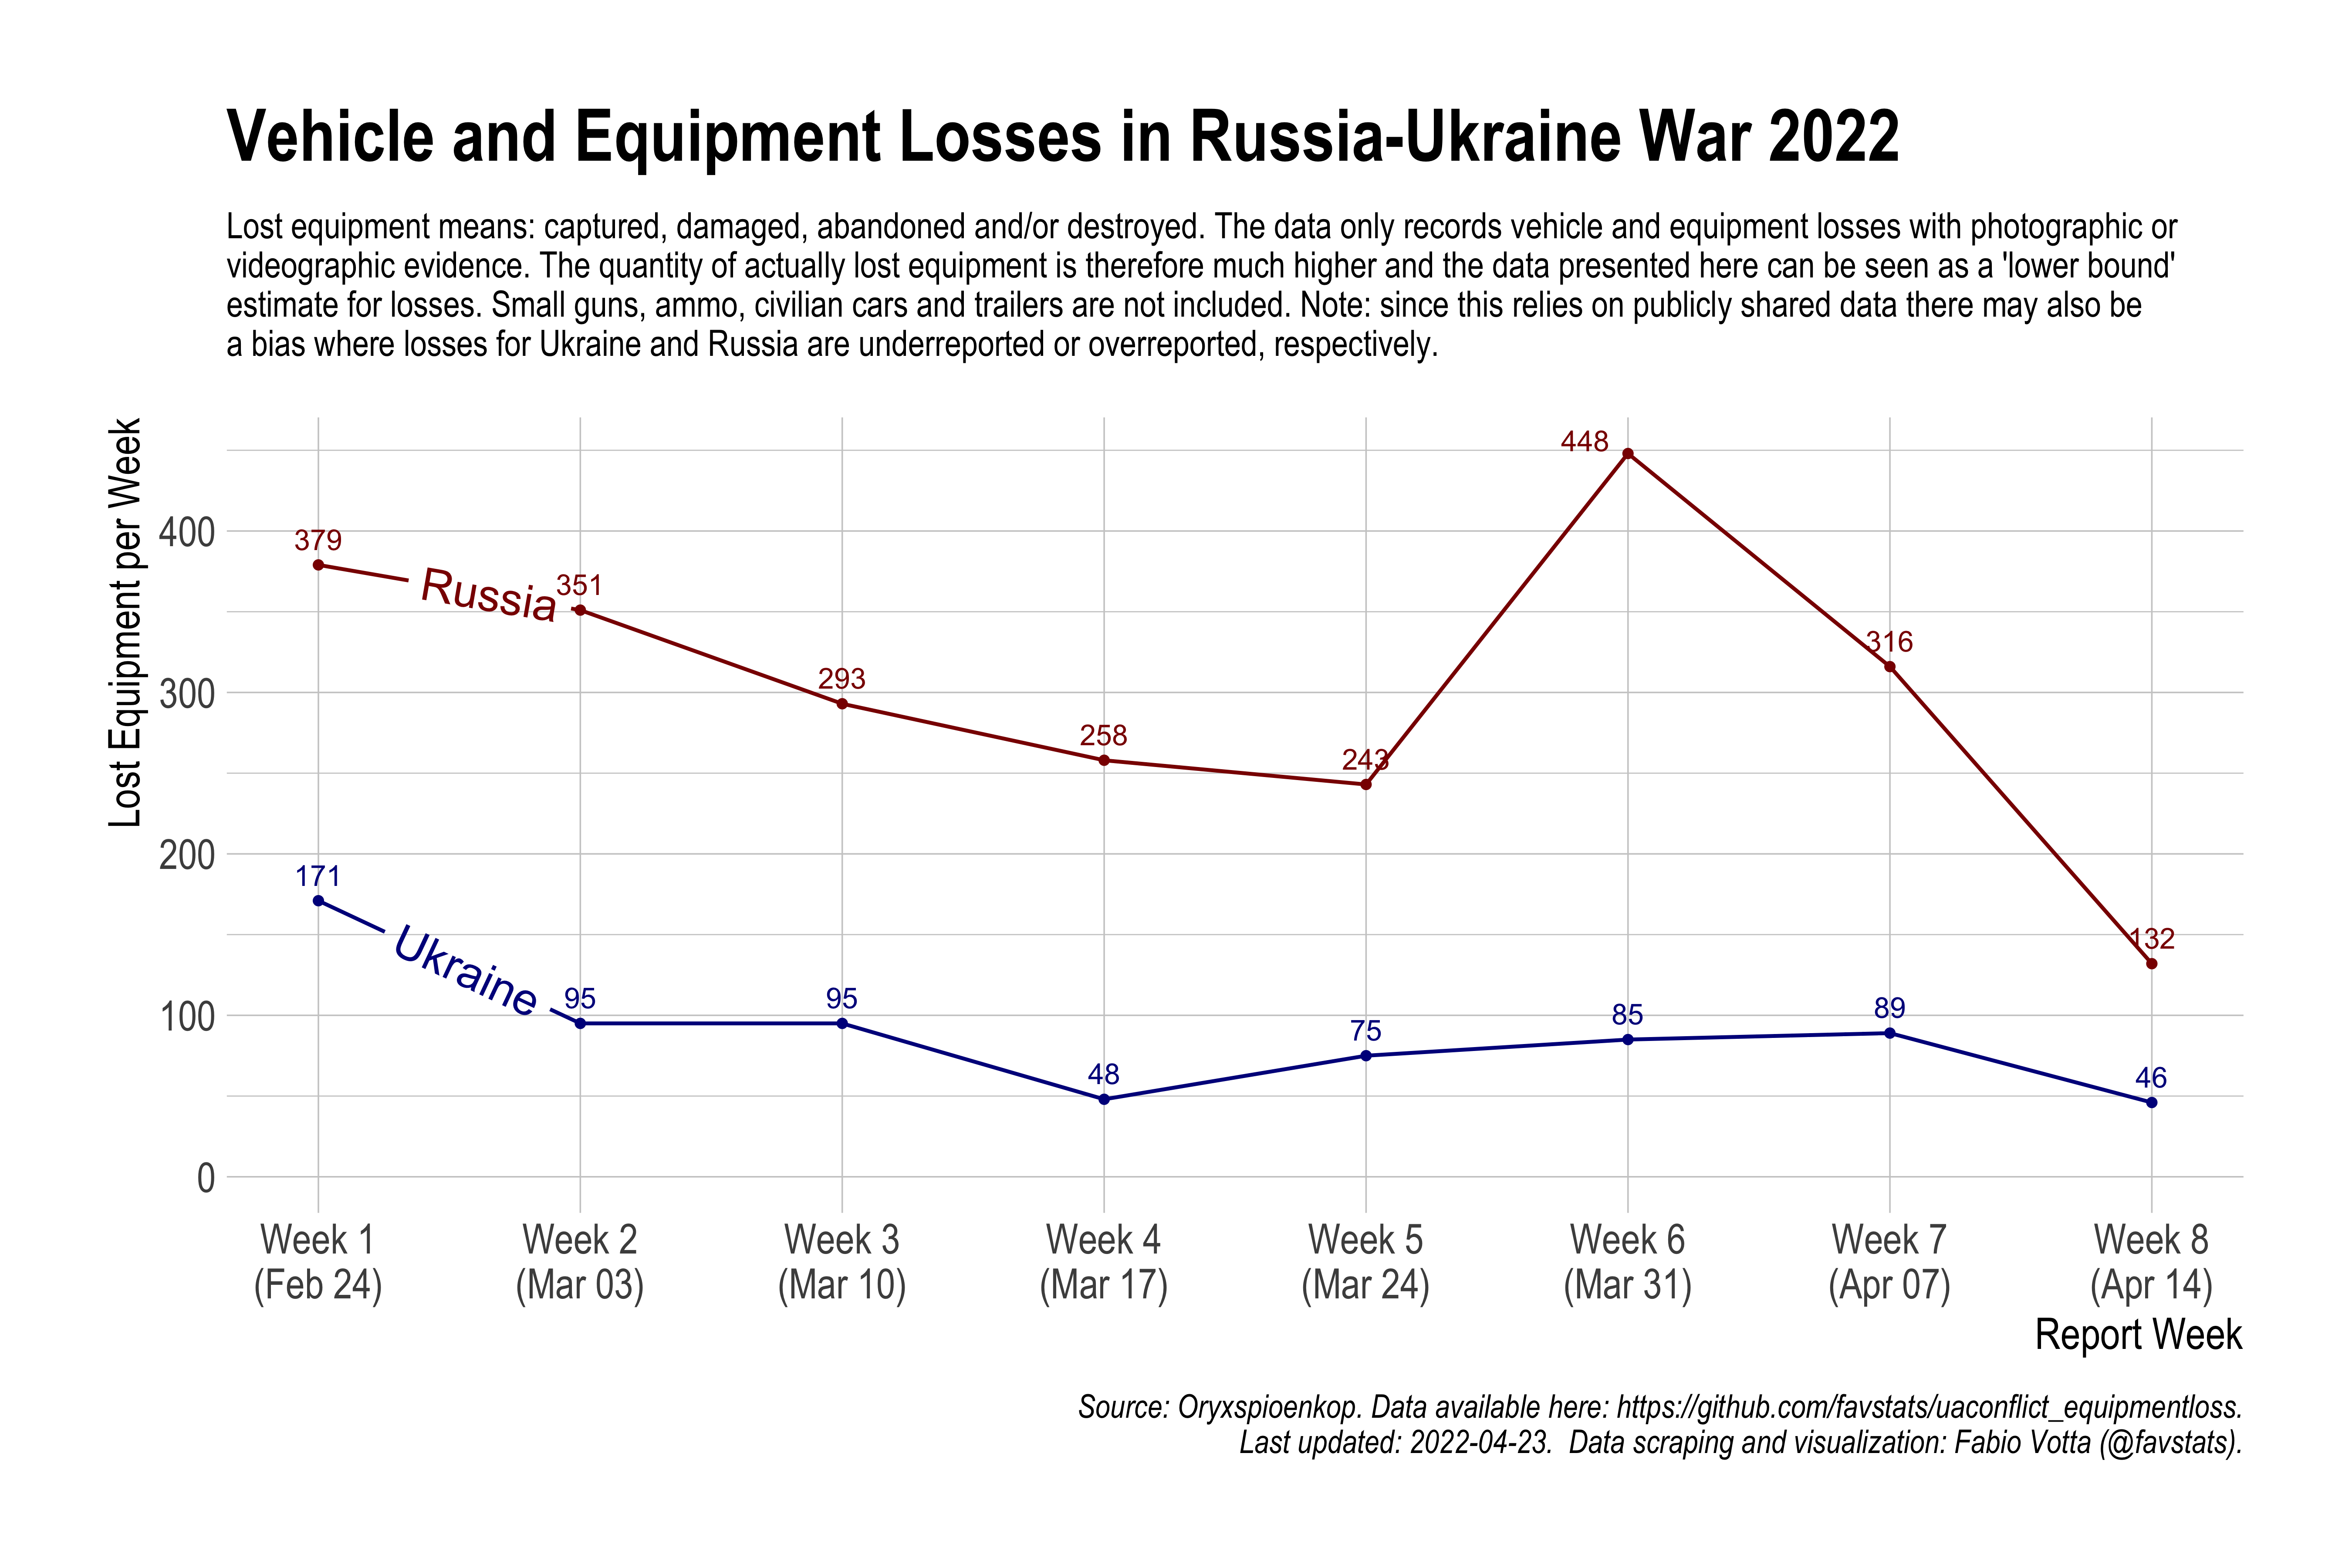 Vehicle and Equipment Losses in Russia-Ukraine War 2022
Lost equipment means: captured, damaged, abandoned and/or destroyed. The data only records vehicle and equipment losses with photographic or
videographic evidence. The quantity of actually lost equipment is therefore much higher and the data presented here can be seen as a 'lower bound'
estimate for losses. Small guns, ammo, civilian cars and trailers are not included. Note: since this relies on publicly shared data there may also be
a bias where losses for Ukraine and Russia are underreported or overreported, respectively.
Lost Equipment per Week
400
300
200
100
0
Russia
379
351
293
258
243
448
316
132
Ukraine
171
95
95
48
75
85
89
46
Week 1
(Feb 24)
Week 2
(Mar 03)
Week 3
(Mar 10)
Week 4
(Mar 17)
Week 5
(Mar 24)
Week 6
(Mar 31)
Week 7
(Apr 07)
Week 8
(Apr 14)
Report Week
Source: Oryxspioenkop. Data available here: https://github.com/favstats/uaconflict_equipmentloss.
Last updated: 2022-04-23.  Data scraping and visualization: Fabio Votta (@favstats).